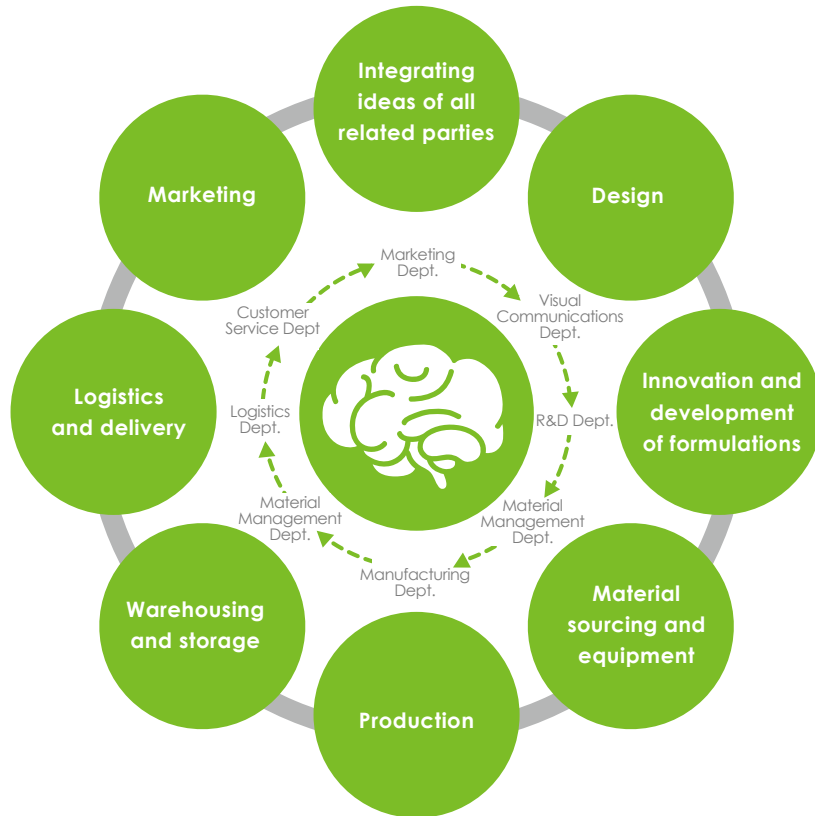 Integrating
ideas of all
related parties
Design
Innovation and
development
of formulations
Material
sourcing and
equipment
Production
Warehousing
and storage
Logistics
and delivery
Marketing
Marketing
Dept.
Visual
Communications
Dept.
R&D Dept.
Material
Management
Dept.
Manufacturing
Dept.
Material
Management
Dept.
Logistics
Dept.
Customer
Service Dept